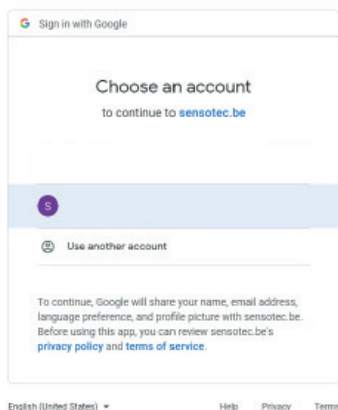 Sign in with Google
Choose an account
to continue to sensotec.be
S
Use another account
To continue, Google will share your name, email address,
language preference, and profile picture with sensotec.be.
Before using this app, you can review sensotec.be's
privacy policy and terms of service.
English (United States) Help Privacy Terms